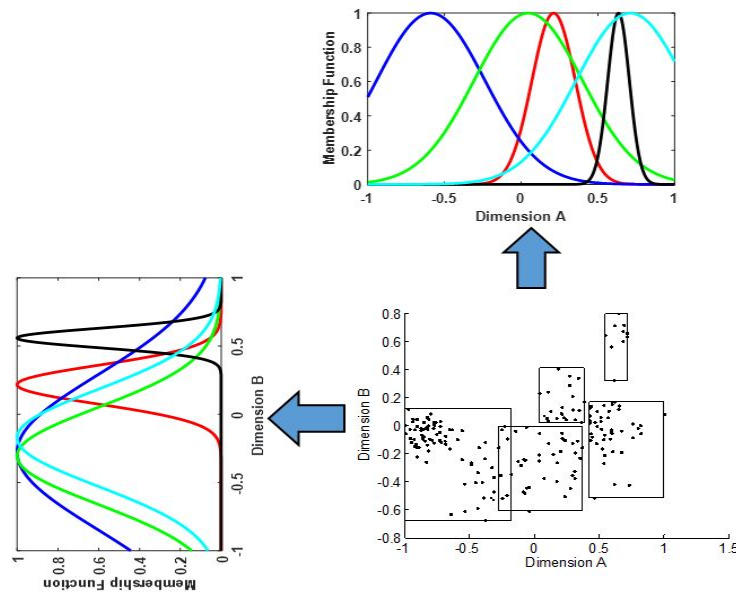 1
0.8
0.6
0.4
0.2
0
Membership Function
-1 -0.5 0 0.5 1
Dimension A
1
0.5
0
-0.5
-1
Dimension B
1 0.8 0.6 0.4 0.2 0
Membership Function
0.8
0.6
0.4
0.2
0
-0.2
-0.4
-0.6
-0.8
Dimension B
-1 -0.5 0 0.5 1 1.5
Dimension A